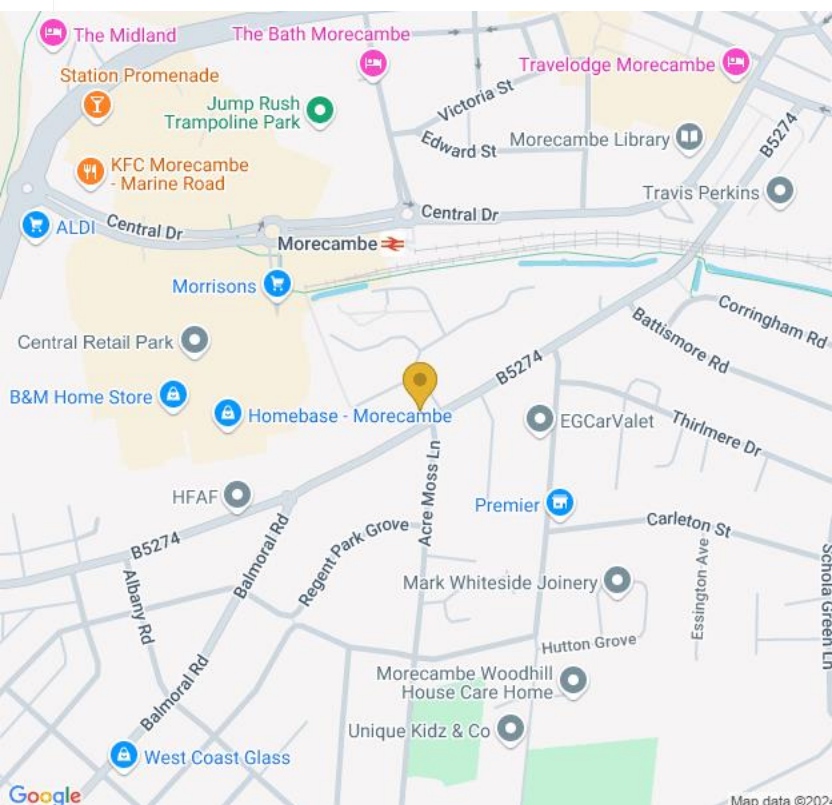 The Midland
The Bath Morecambe
Travelodge Morecambe
Station Promenade
Jump Rush
Trampoline Park
Victoria St
Edward St
Morecambe Library
B5274
KFC Morecambe
- Marine Road
Travis Perkins
ALDI
Central Dr
Central Dr
Morecambe
Morrisons
Central Retail Park
Corringham Rd
Battismore Rd
B5274
B&M Home Store
Homebase - Morecambe
EGCarValet
Thirlmere Dr
HFAF
Acre Moss Ln
Premier
Carleton St
B5274
Balmoral Rd
Regent Park Grove
Albany Rd
Mark Whiteside Joinery
Essington Ave
Schola Green Ln
Hutton Grove
Balmoral Rd
Morecambe Woodhill
House Care Home
Unique Kidz & Co
West Coast Glass
Google
Map data ©2024